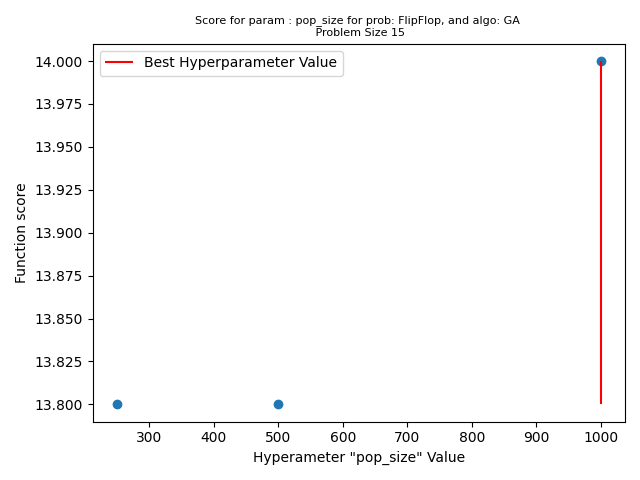 Score for param : pop_size for prob: FlipFlop, and algo: GA
Problem Size 15
Best Hyperparameter Value
14.000
13.975
13.950
13.925
13.900
13.875
13.850
13.825
13.800
Function score
300 400 500 600 700 800 900 1000
Hyperameter "pop_size" Value